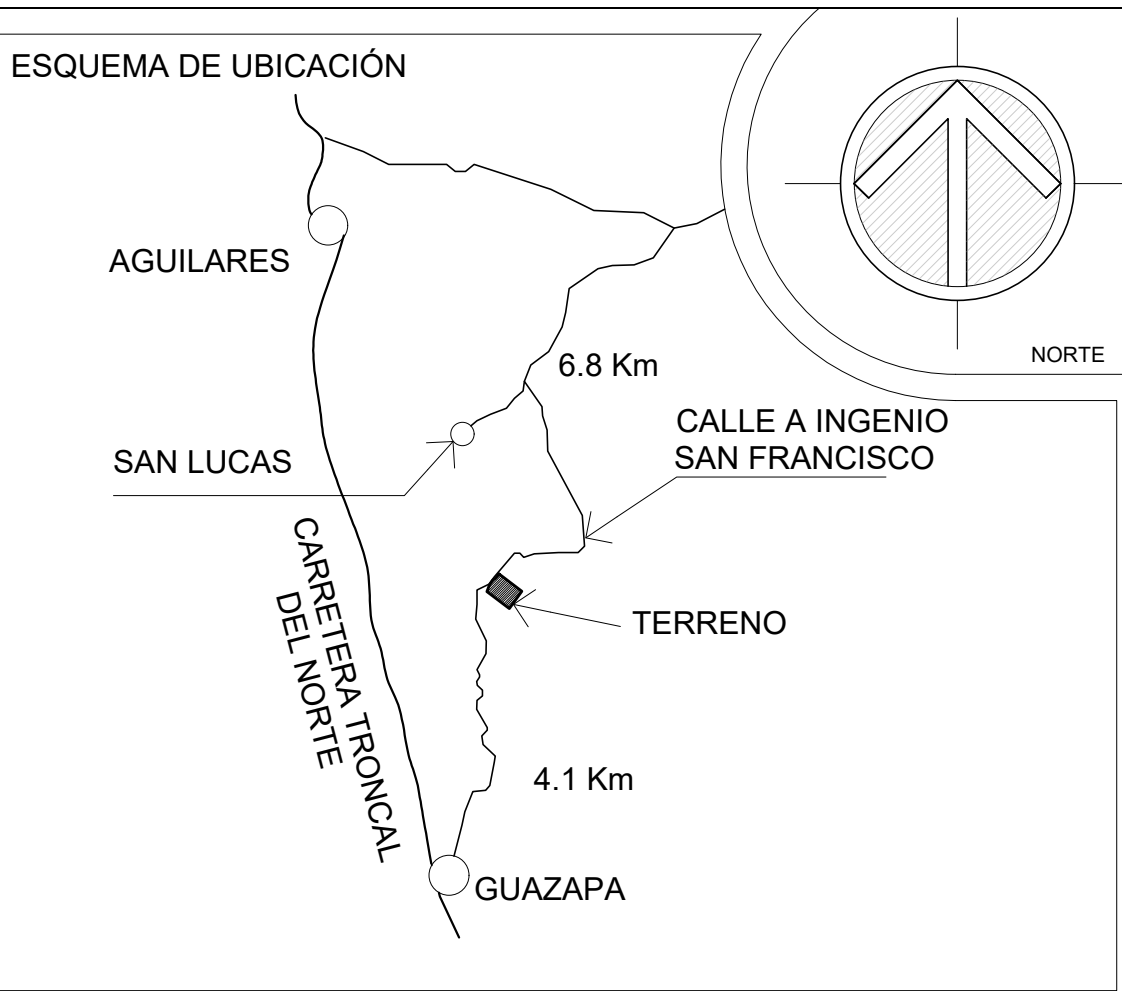 ESQUEMA DE UBICACIÓN
AGUILARES
NORTE
6.8 Km
CALLE A INGENIO
SAN FRANCISCO
SAN LUCAS
CARRETERA TRONCAL
DEL NORTE
TERRENO
4.1 Km
GUAZAPA